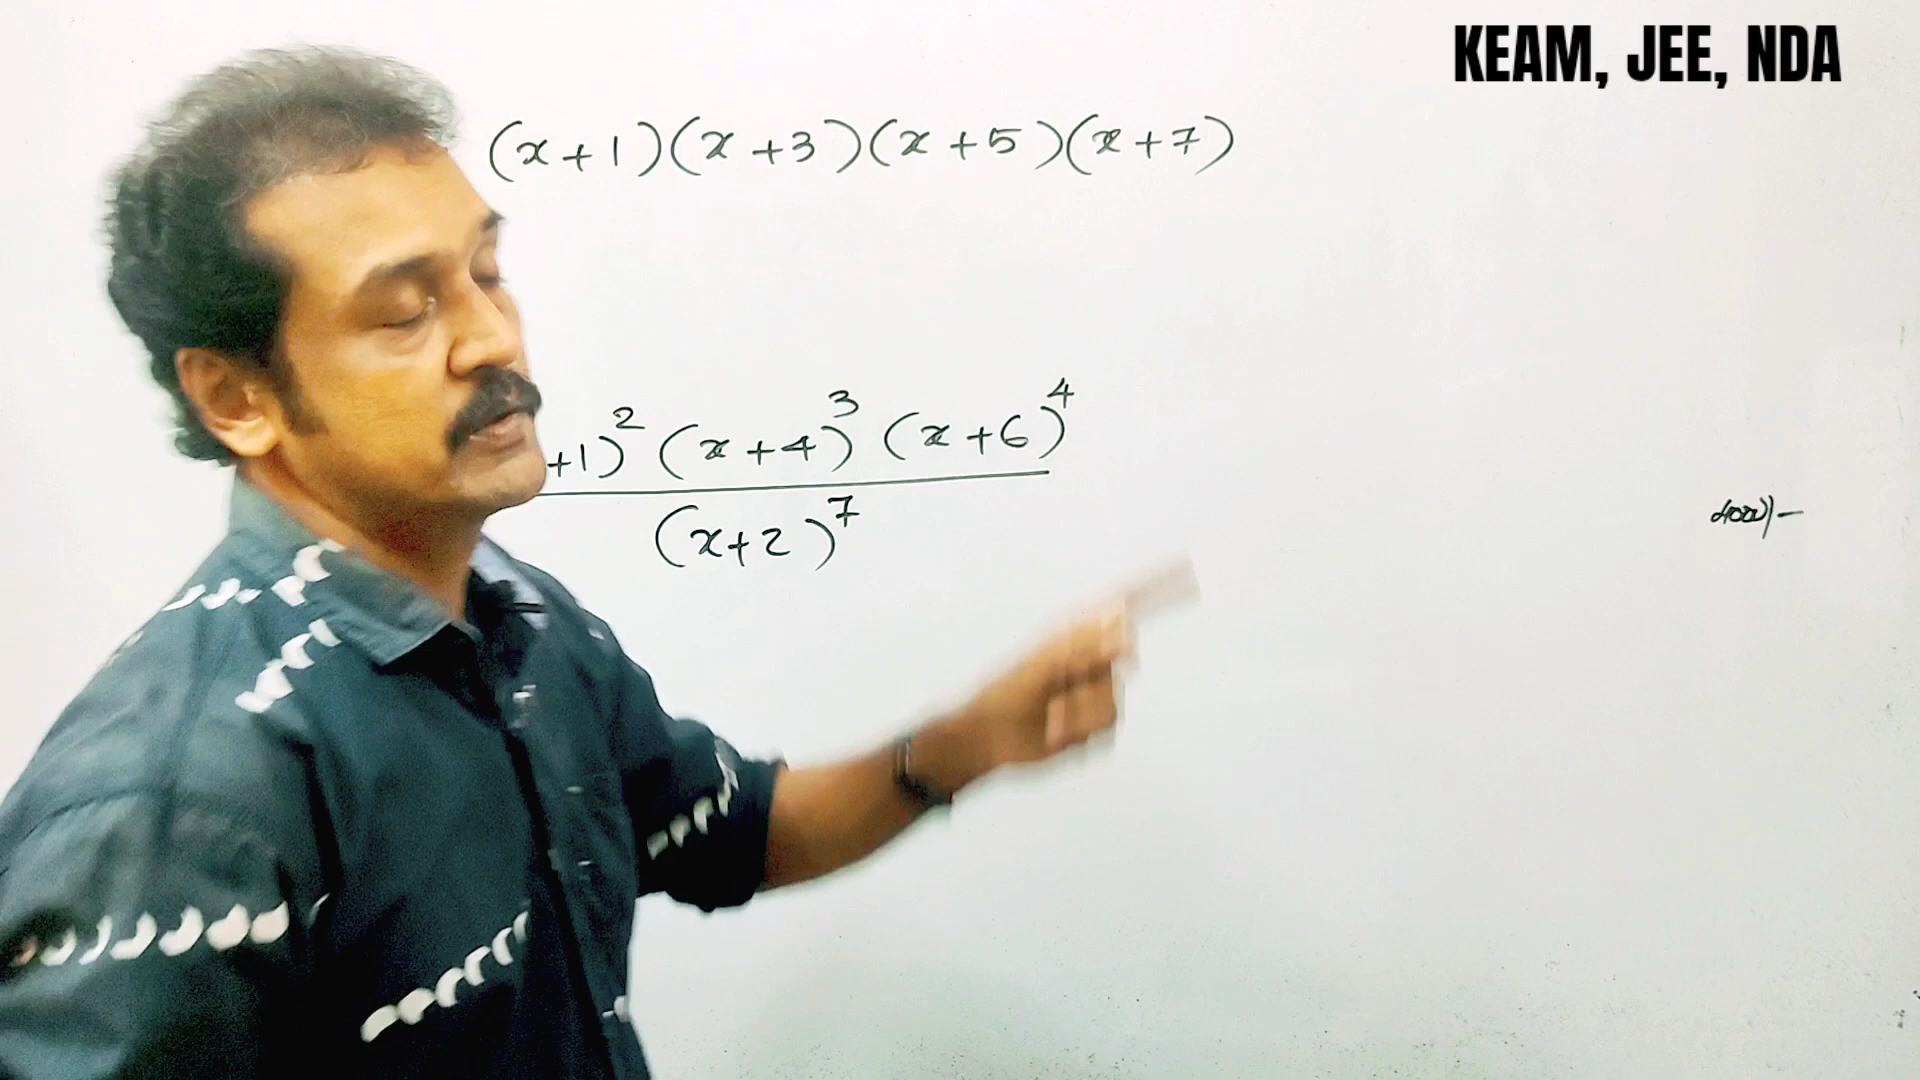 KEAM, JEE, NDA
(x+1)(x+3)(x+5)(x+7)
+1)² (x+4)³ (x+6)⁴
(x+2)⁷